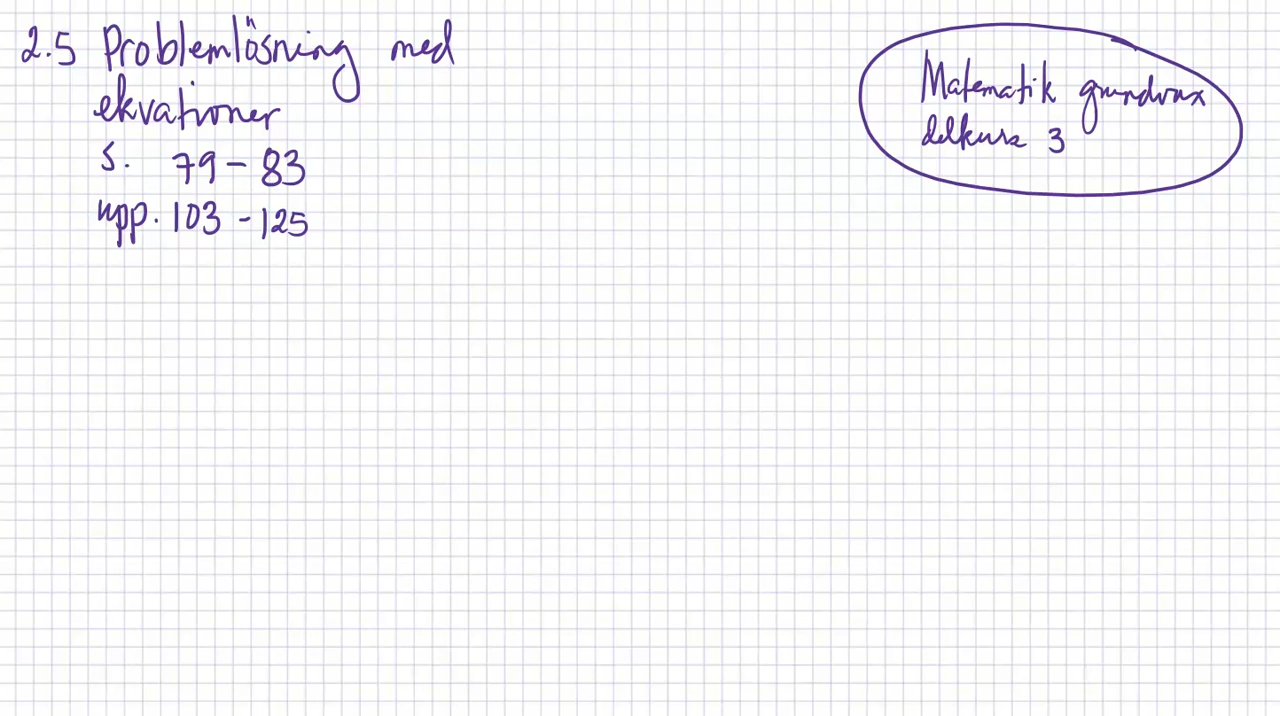 2.5 Problemlösning med
ekvationer
s. 79-83
upp. 103-125
Matematik grundvux
delkurs 3